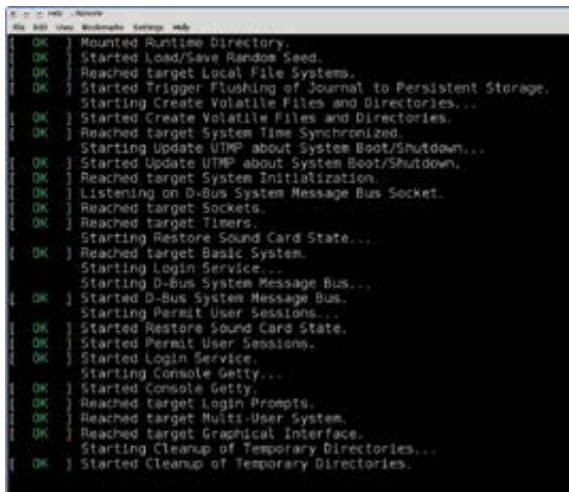 File Edit View Bookmarks Settings Help
[ OK ] Mounted Runtime Directory.
[ OK ] Started Load/Save Random Seed.
[ OK ] Reached target Local File Systems.
[ OK ] Started Trigger Flushing of Journal to Persistent Storage.
Starting Create Volatile Files and Directories...
[ OK ] Started Create Volatile Files and Directories.
[ OK ] Reached target System Time Synchronized.
Starting Update UTMP about System Boot/Shutdown...
[ OK ] Started Update UTMP about System Boot/Shutdown.
[ OK ] Reached target System Initialization.
[ OK ] Listening on D-Bus System Message Bus Socket.
[ OK ] Reached target Sockets.
[ OK ] Reached target Timers.
Starting Restore Sound Card State...
[ OK ] Reached target Basic System.
Starting Login Service...
Starting D-Bus System Message Bus...
[ OK ] Started D-Bus System Message Bus.
Starting Permit User Sessions...
[ OK ] Started Restore Sound Card State.
[ OK ] Started Permit User Sessions.
[ OK ] Started Login Service.
Starting Console Getty...
[ OK ] Started Console Getty.
[ OK ] Reached target Login Prompts.
[ OK ] Reached target Multi-User System.
[ OK ] Reached target Graphical Interface.
Starting Cleanup of Temporary Directories...
[ OK ] Started Cleanup of Temporary Directories.